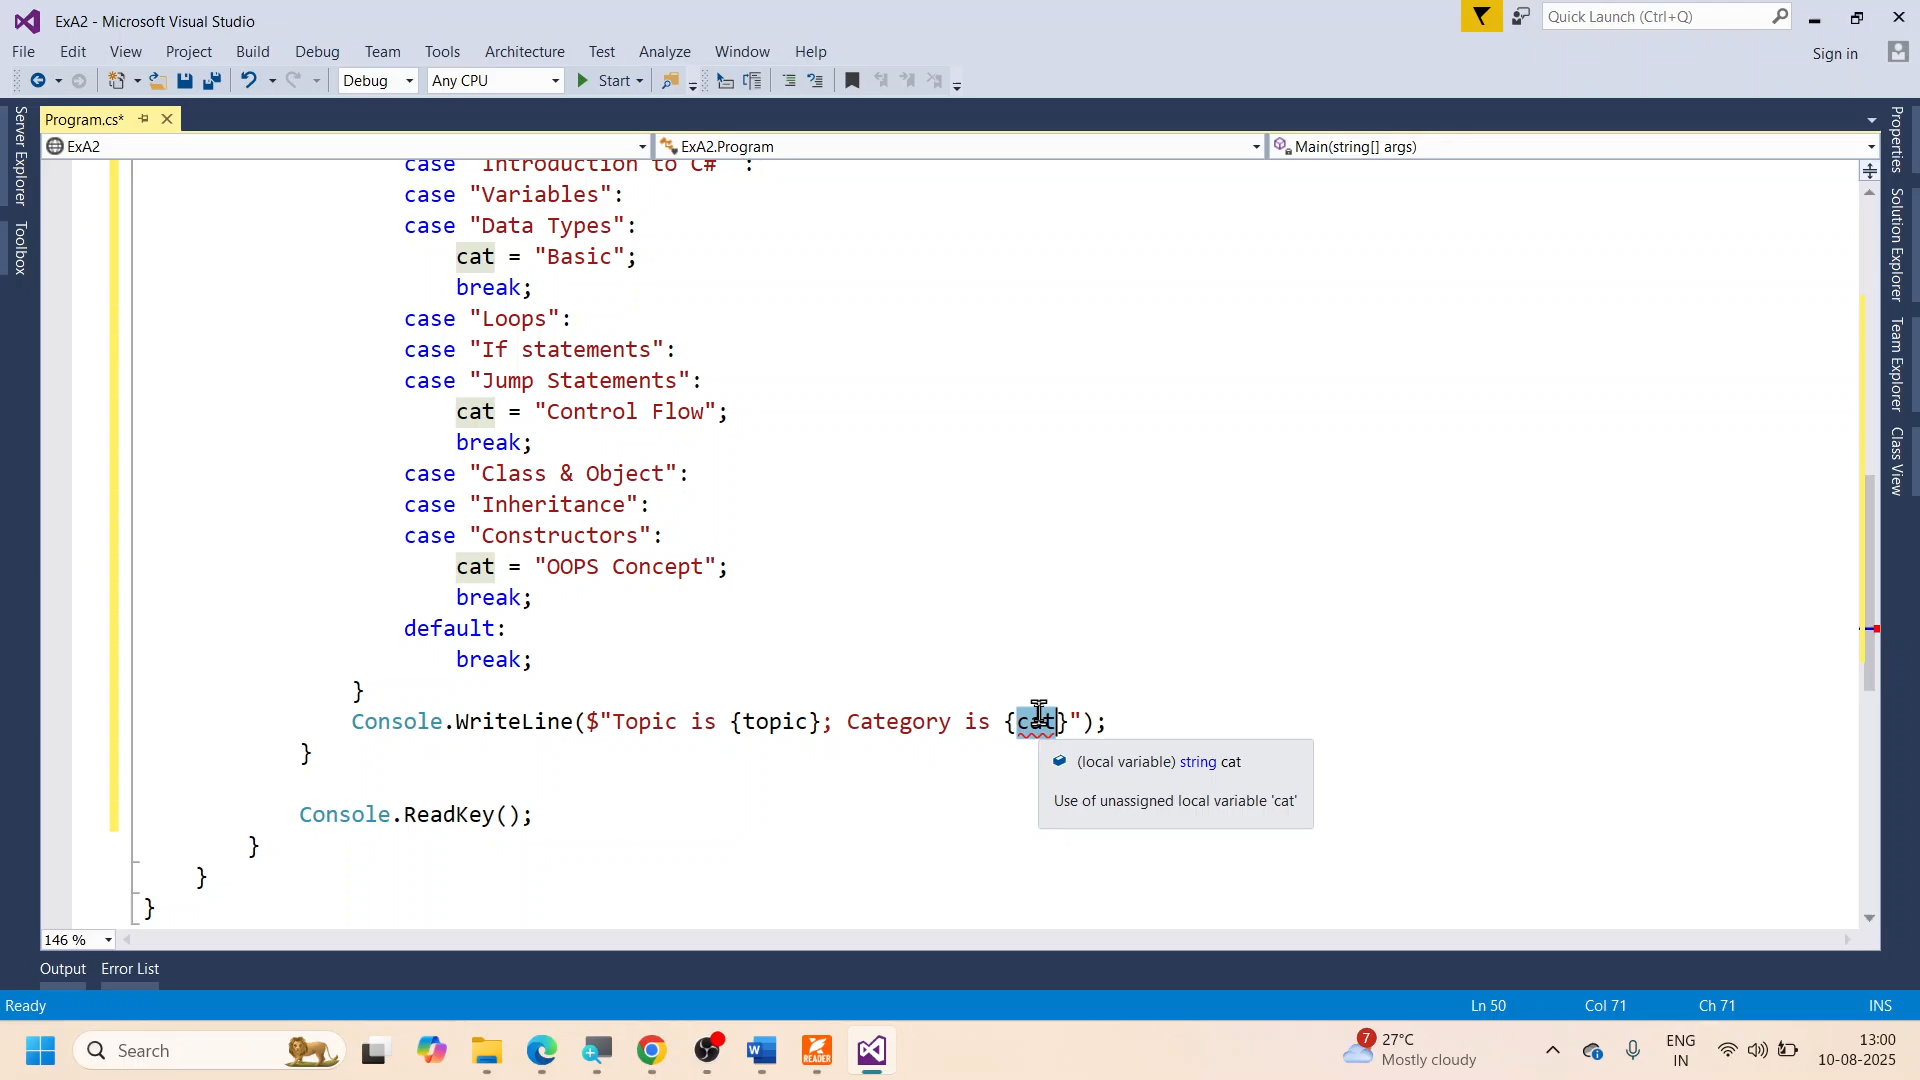 ExA2 - Microsoft Visual Studio
Quick Launch (Ctrl+Q)
File Edit View Project Build Debug Team Tools Architecture Test Analyze Window Help
Sign in
Debug Any CPU Start
Server Explorer
Toolbox
Program.cs*
ExA2 ExA2.Program Main(string[] args)
case "Introduction to C# ":
case "Variables":
case "Data Types":
cat = "Basic";
break;
case "Loops":
case "If statements":
case "Jump Statements":
cat = "Control Flow";
break;
case "Class & Object":
case "Inheritance":
case "Constructors":
cat = "OOPS Concept";
break;
default:
break;
}
Console.WriteLine($"Topic is {topic}; Category is {cat}");
(local variable) string cat
Use of unassigned local variable 'cat'
}
Console.ReadKey();
}
}
}
Properties
Solution Explorer
Team Explorer
Class View
146 %
Output Error List
Ready Ln 50 Col 71 Ch 71 INS
Search
READER
7
27°C
Mostly cloudy
ENG
IN
13:00
10-08-2025